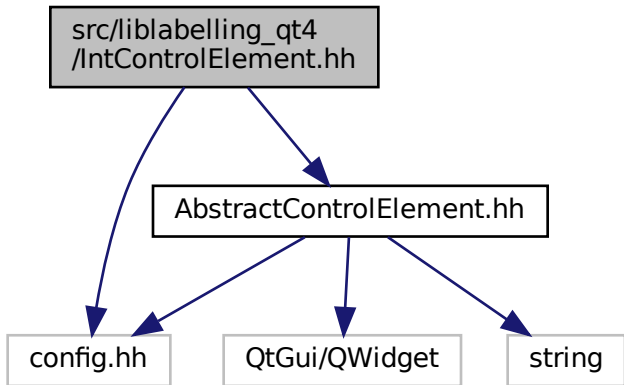 src/liblabelling_qt4
/IntControlElement.hh
AbstractControlElement.hh
config.hh
QtGui/QWidget
string